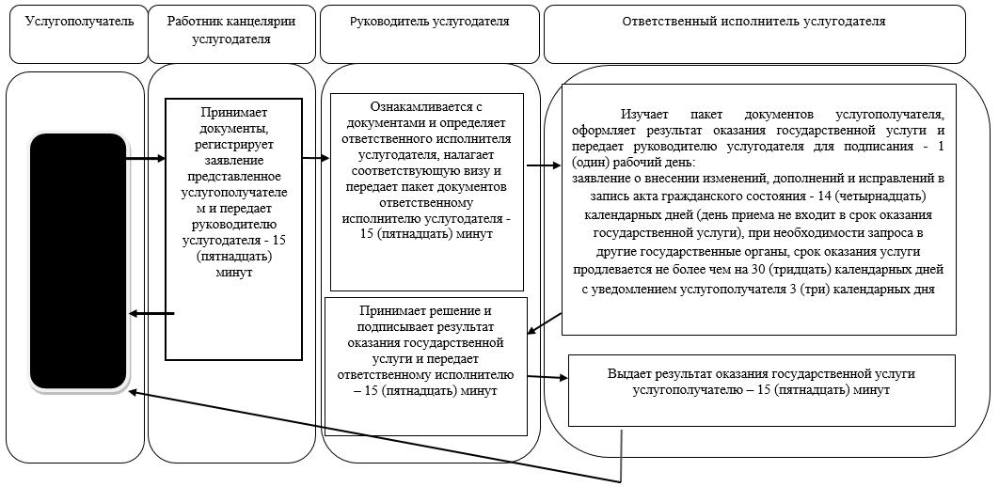 Услугополучатель
Работник канцелярии
услугодателя
Руководитель услугодателя
Ответственный исполнитель услугодателя
Принимает
документы,
регистрирует
заявление
представленное
услугополучателе
м и передает
руководителю
услугодателя - 15
(пятнадцать)
минут
Ознакамливается с
документами и определяет
ответственного исполнителя
услугодателя, налагает
соответствующую визу и
передает пакет документов
ответственному
исполнителю услугодателя -
15 (пятнадцать) минут
Изучает пакет документов услугополучателя,
оформляет результат оказания государственной услуги и
передает руководителю услугодателя для подписания - 1
(один) рабочий день:
заявление о внесении изменений, дополнений и исправлений в
запись акта гражданского состояния - 14 (четырнадцать)
календарных дней (день приема не входит в срок оказания
государственной услуги), при необходимости запроса в
другие государственные органы, срок оказания услуги
продлевается не более чем на 30 (тридцать) календарных дней
с уведомлением услугополучателя 3 (три) календарных дня
Принимает решение и
подписывает результат
оказания государственной
услуги и передает
ответственному исполнителю
– 15 (пятнадцать) минут
Выдает результат оказания государственной услуги
услугополучателю – 15 (пятнадцать) минут